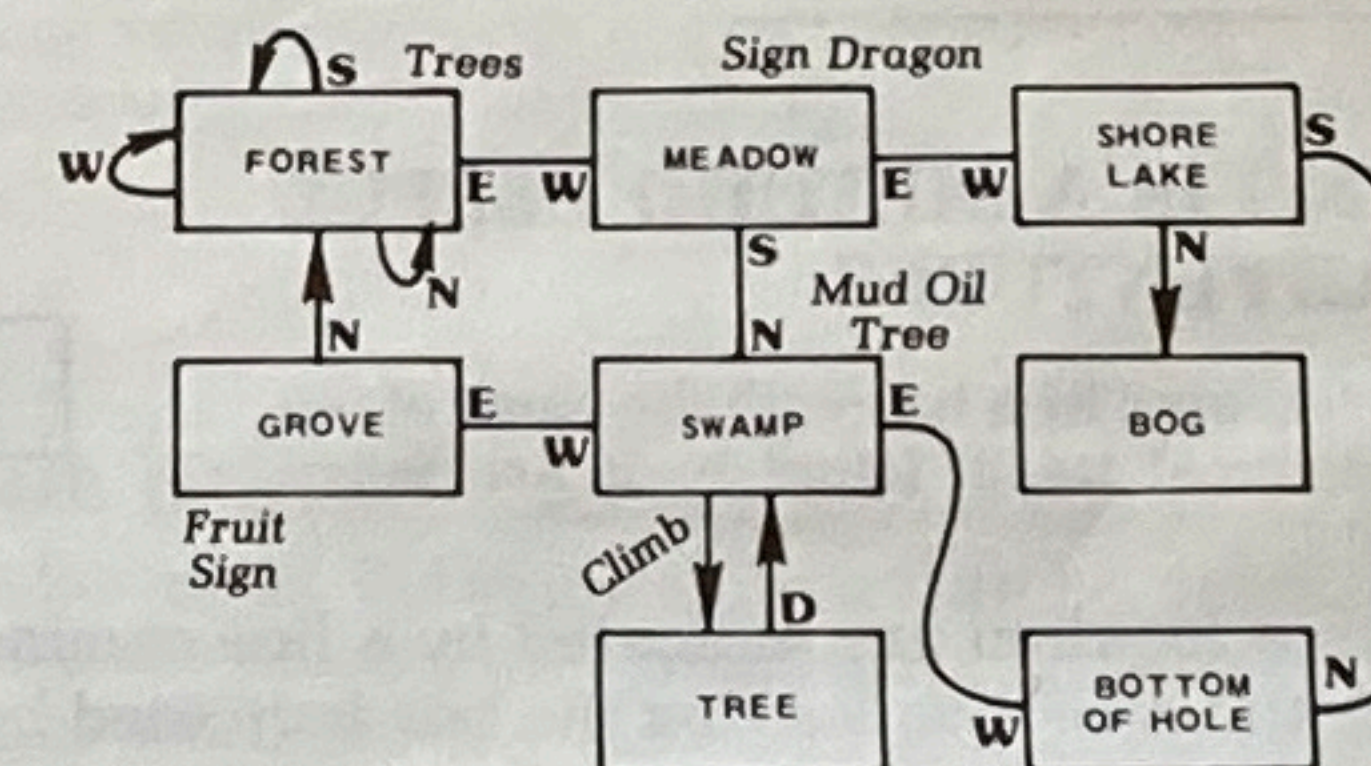 S Trees Sign Dragon
W FOREST E W MEADOW E W SHORE
LAKE S
N S N
N N Mud Oil
Tree
GROVE E W SWAMP E BOG
Fruit
Sign
Climb
D
TREE W BOTTOM
OF HOLE N